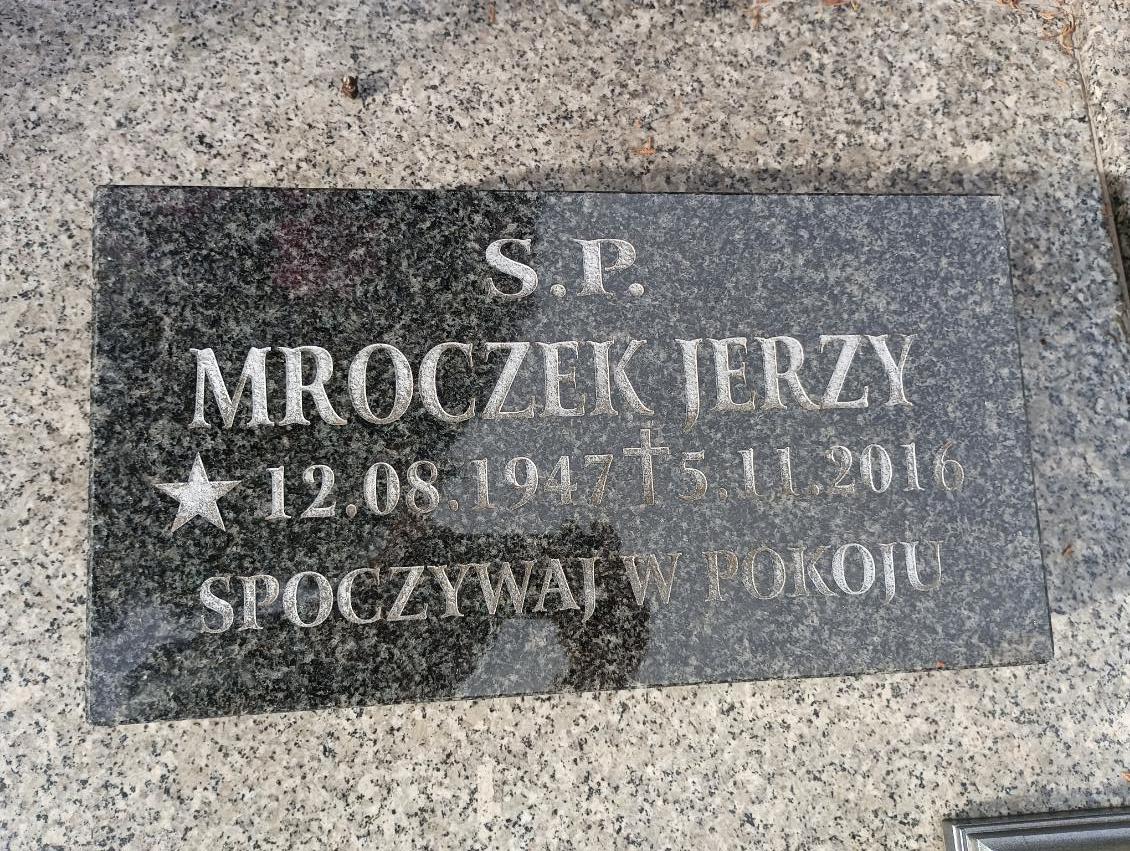 S.P.
MROCZEK JERZY
★ 12.08.1947 † 5.11.2016
SPOCZYWAJ W POKOJU